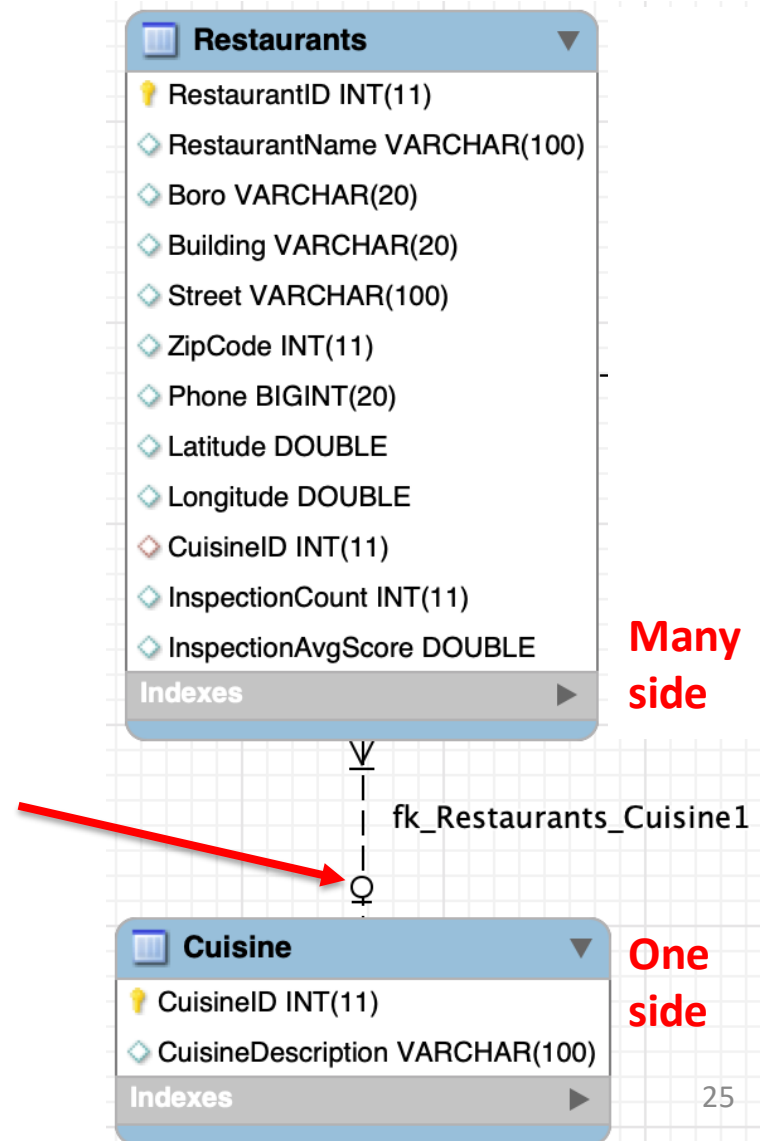 Restaurants
RestaurantID INT(11)
RestaurantName VARCHAR(100)
Boro VARCHAR(20)
Building VARCHAR(20)
Street VARCHAR(100)
ZipCode INT(11)
Phone BIGINT(20)
Latitude DOUBLE
Longitude DOUBLE
CuisineID INT(11)
InspectionCount INT(11)
InspectionAvgScore DOUBLE
Indexes
Many
side
fk_Restaurants_Cuisine1
Cuisine
CuisineID INT(11)
CuisineDescription VARCHAR(100)
Indexes
One
side
25